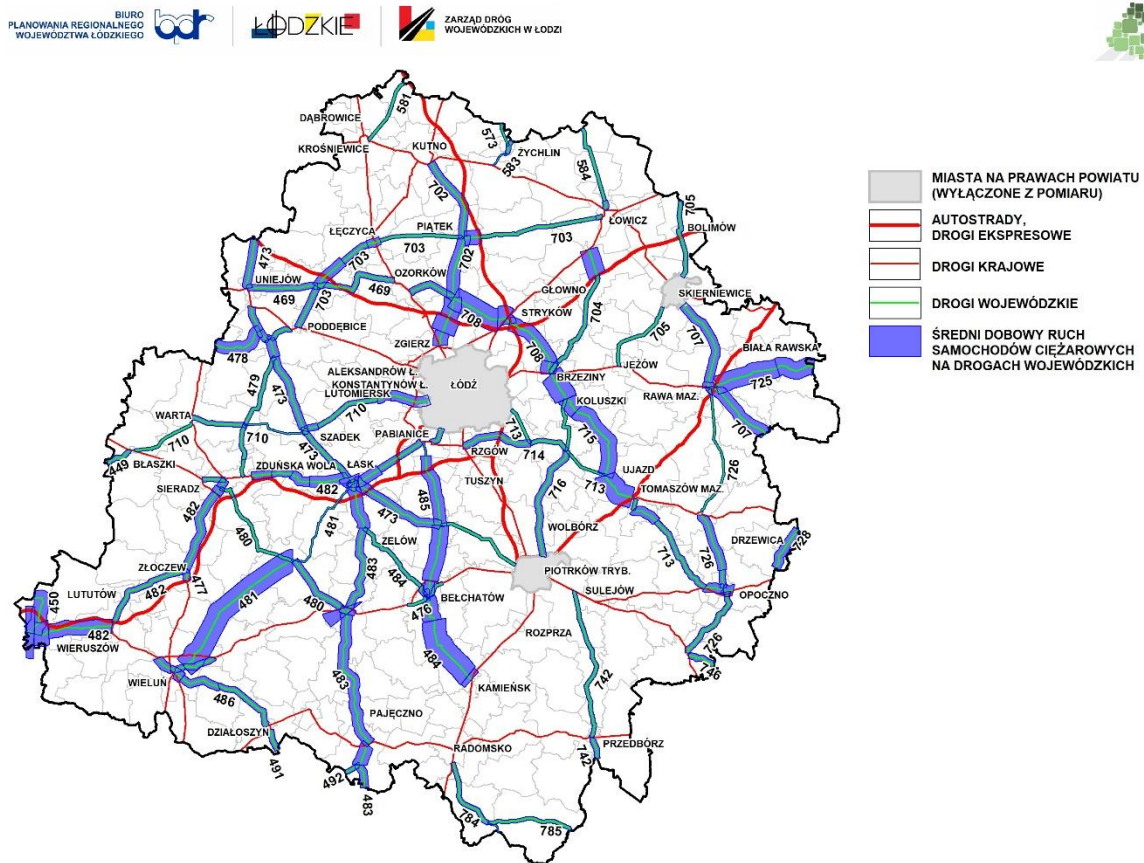 BIURO
PLANOWANIA REGIONALNEGO
WOJEWÓDZTWA ŁÓDZKIEGO
bpr
ŁÓDZKIE
ZARZĄD DRÓG
WOJEWÓDZKICH W ŁODZI
MIASTA NA PRAWACH POWIATU
(WYŁĄCZONE Z POMIARU)
AUTOSTRADY,
DROGI EKSPRESOWE
DROGI KRAJOWE
DROGI WOJEWÓDZKIE
ŚREDNI DOBOWY RUCH
SAMOCHODÓW CIĘŻAROWYCH
NA DROGACH WOJEWÓDZKICH
581
DĄBROWICE
KROŚNIEWICE
KUTNO
573
ŻYCHLIN
583
584
702
705
ŁOWICZ
BOLIMÓW
ŁĘCZYCA
PIĄTEK
703
703
473
703
702
UNIEJÓW
OZORKÓW
469
469
703
GŁOWNO
SKIERNIEWICE
STRYKÓW
704
708
PODDĘBICE
ZGIERZ
705
707
478
708
BIAŁA RAWSKA
JEŻÓW
ALEKSANDRÓW Ł.
KONSTANTYNÓW Ł.
LUTOMIERSK
ŁÓDŹ
BRZEZINY
725
479
473
KOLUSZKI
RAWA MAZ.
WARTA
710
707
710
710
SZADEK
PABIANICE
713
715
449
BŁASZKI
473
RZGÓW
714
ZDUŃSKA WOLA
ŁASK
UJAZD
726
SIERADZ
482
TUSZYN
713
TOMASZÓW MAZ.
485
716
482
473
480
481
WOLBÓRZ
DRZEWICA
728
ZELÓW
483
713
726
ZŁOCZEW
484
PIOTRKÓW TRYB.
477
SULEJÓW
LUTUTÓW
482
BEŁCHATÓW
OPOCZNO
450
481
480
476
482
ROZPRZA
WIERUSZÓW
726
484
746
WIELUŃ
KAMIEŃSK
742
486
483
PAJĘCZNO
DZIAŁOSZYN
RADOMSKO
PRZEDBÓRZ
491
742
492
483
784
785